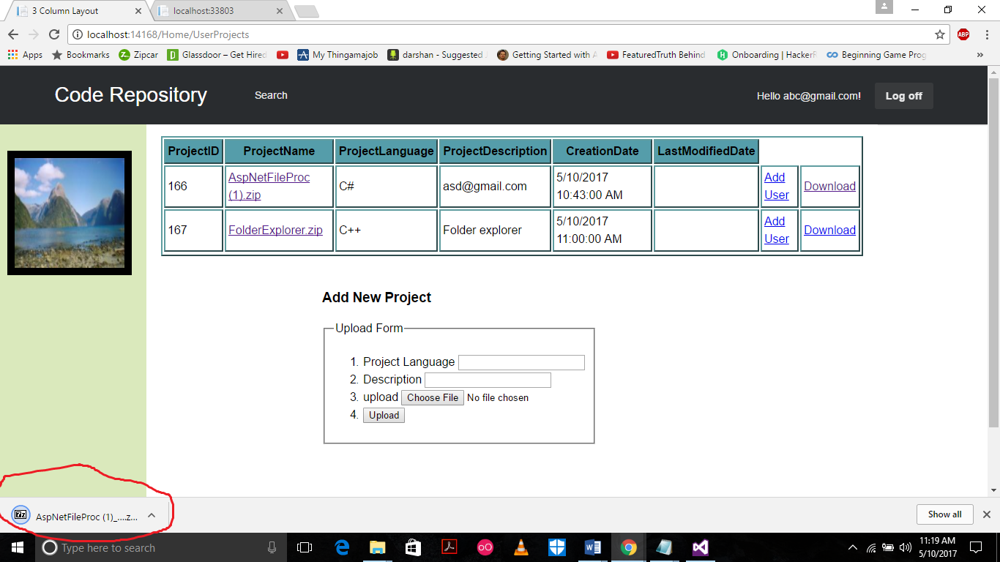 3 Column Layout
localhost:33803
localhost:14168/Home/UserProjects
ABP
Apps Bookmarks Zipcar Glassdoor – Get Hired My Thingamajob darshan - Suggested Getting Started with A FeaturedTruth Behind Onboarding | HackerR Beginning Game Prog »
Code Repository Search Hello abc@gmail.com! Log off
ProjectID ProjectName ProjectLanguage ProjectDescription CreationDate LastModifiedDate
166 AspNetFileProc (1).zip C# asd@gmail.com 5/10/2017 10:43:00 AM Add User Download
167 FolderExplorer.zip C++ Folder explorer 5/10/2017 11:00:00 AM Add User Download
Add New Project
Upload Form
1. Project Language
2. Description
3. upload Choose File No file chosen
4. Upload
7z AspNetFileProc (1)_....z... Show all
Type here to search
11:19 AM
5/10/2017